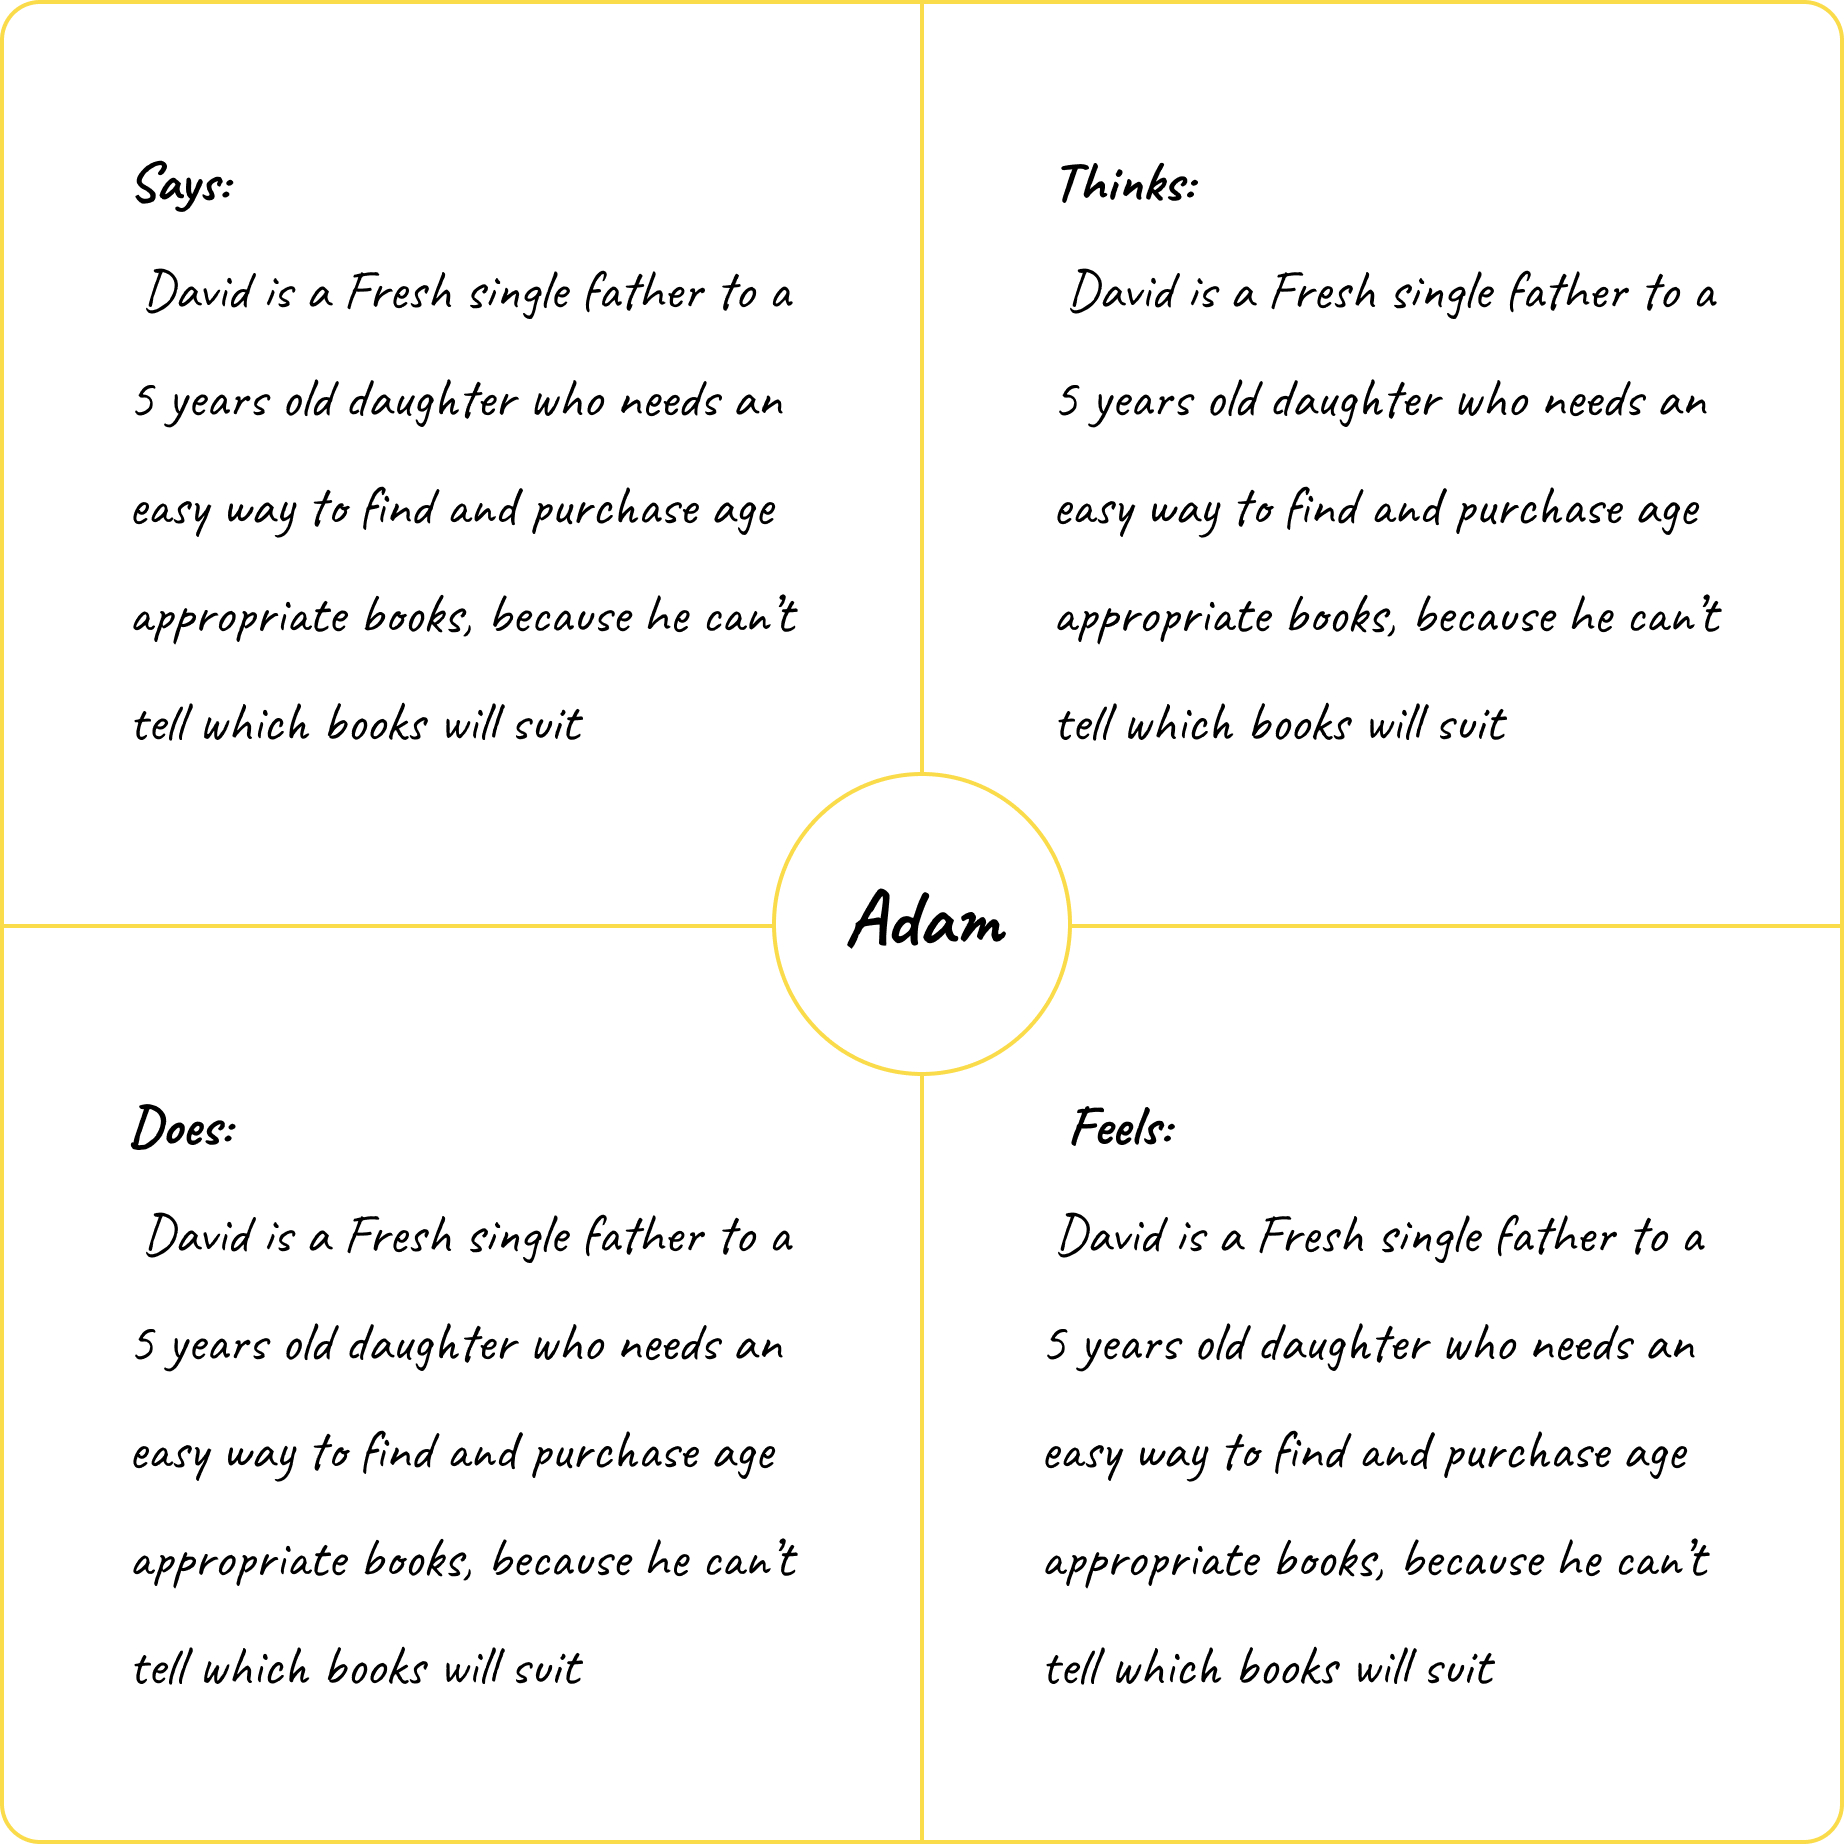 Says:
David is a Fresh single father to a
5 years old daughter who needs an
easy way to find and purchase age
appropriate books, because he can't
tell which books will suit
Thinks:
David is a Fresh single father to a
5 years old daughter who needs an
easy way to find and purchase age
appropriate books, because he can't
tell which books will suit
Adam
Does:
David is a Fresh single father to a
5 years old daughter who needs an
easy way to find and purchase age
appropriate books, because he can't
tell which books will suit
Feels:
David is a Fresh single father to a
5 years old daughter who needs an
easy way to find and purchase age
appropriate books, because he can't
tell which books will suit